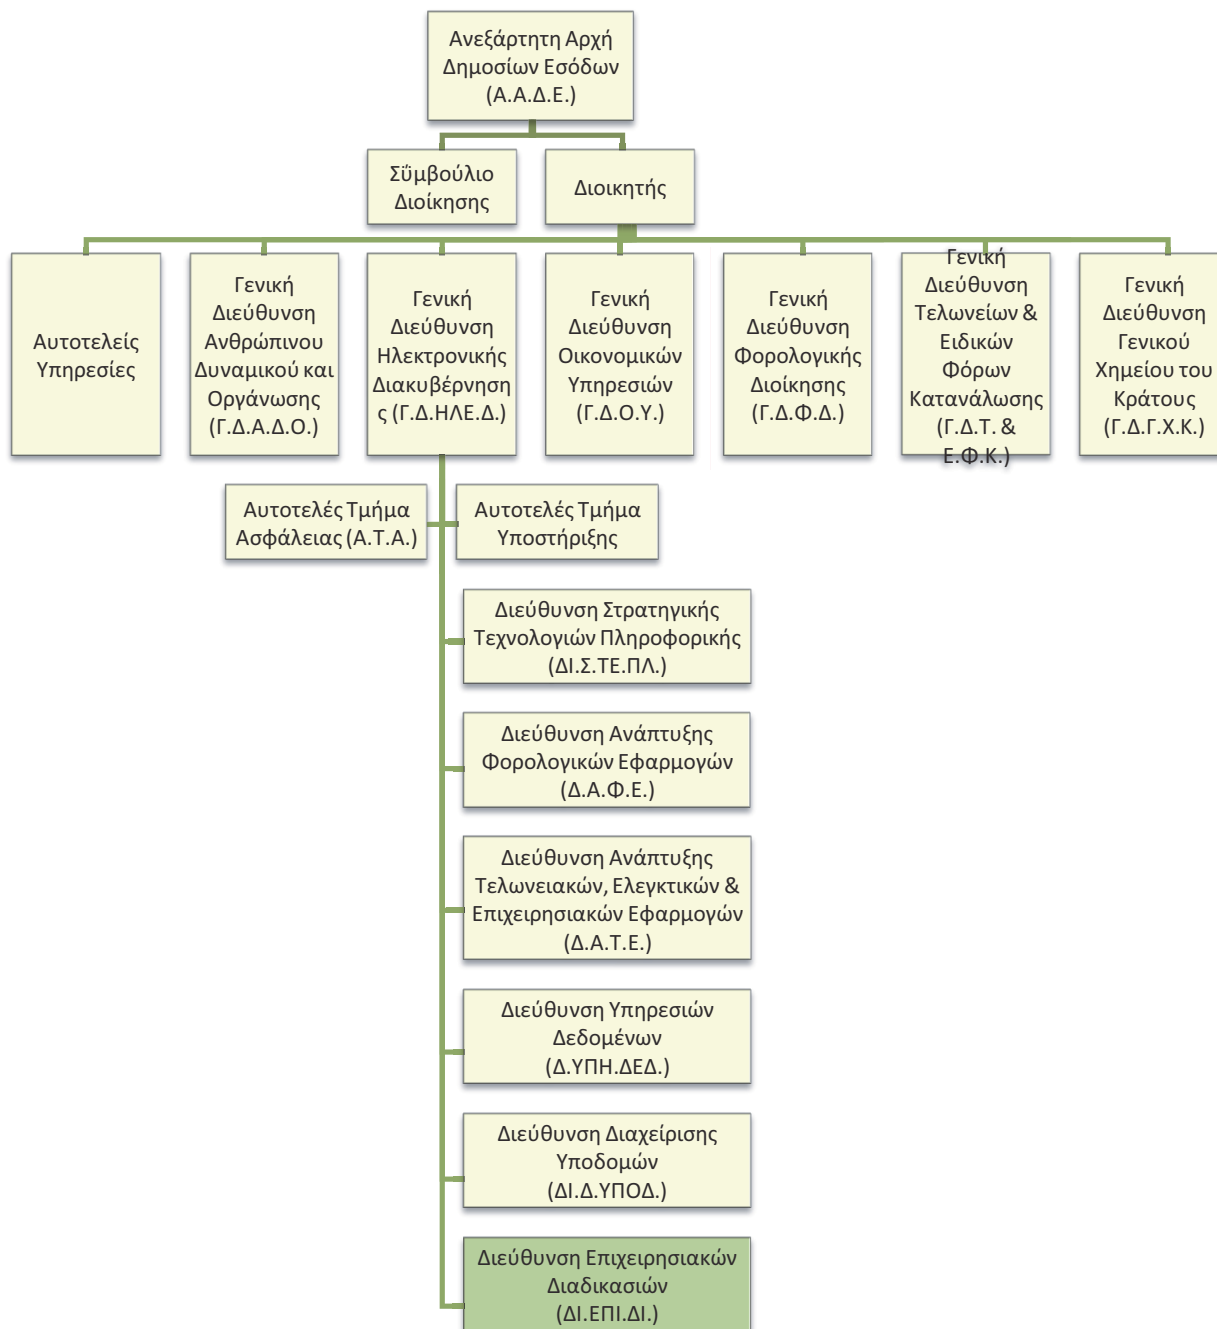 Ανεξάρτητη Αρχή
Δημοσίων Εσόδων
(Α.Α.Δ.Ε.)
Σΰμβούλιο
Διοίκησης
Διοικητής
Αυτοτελείς
Υπηρεσίες
Γενική
Διεύθυνση
Ανθρώπινου
Δυναμικού και
Οργάνωσης
(Γ.Δ.Α.Δ.Ο.)
Γενική
Διεύθυνση
Ηλεκτρονικής
Διακυβέρνηση
ς (Γ.Δ.ΗΛΕ.Δ.)
Γενική
Διεύθυνση
Οικονομικών
Υπηρεσιών
(Γ.Δ.Ο.Υ.)
Γενική
Διεύθυνση
Φορολογικής
Διοίκησης
(Γ.Δ.Φ.Δ.)
Γενική
Διεύθυνση
Τελωνείων &
Ειδικών
Φόρων
Κατανάλωσης
(Γ.Δ.Τ. &
Ε.Φ.Κ.)
Γενική
Διεύθυνση
Γενικού
Χημείου του
Κράτους
(Γ.Δ.Γ.Χ.Κ.)
Αυτοτελές Τμήμα
Ασφάλειας (Α.Τ.Α.)
Αυτοτελές Τμήμα
Υποστήριξης
Διεύθυνση Στρατηγικής
Τεχνολογιών Πληροφορικής
(ΔΙ.Σ.ΤΕ.ΠΛ.)
Διεύθυνση Ανάπτυξης
Φορολογικών Εφαρμογών
(Δ.Α.Φ.Ε.)
Διεύθυνση Ανάπτυξης
Τελωνειακών, Ελεγκτικών &
Επιχειρησιακών Εφαρμογών
(Δ.Α.Τ.Ε.)
Διεύθυνση Υπηρεσιών
Δεδομένων
(Δ.ΥΠΗ.ΔΕΔ.)
Διεύθυνση Διαχείρισης
Υποδομών
(ΔΙ.Δ.ΥΠΟΔ.)
Διεύθυνση Επιχειρησιακών
Διαδικασιών
(ΔΙ.ΕΠΙ.ΔΙ.)